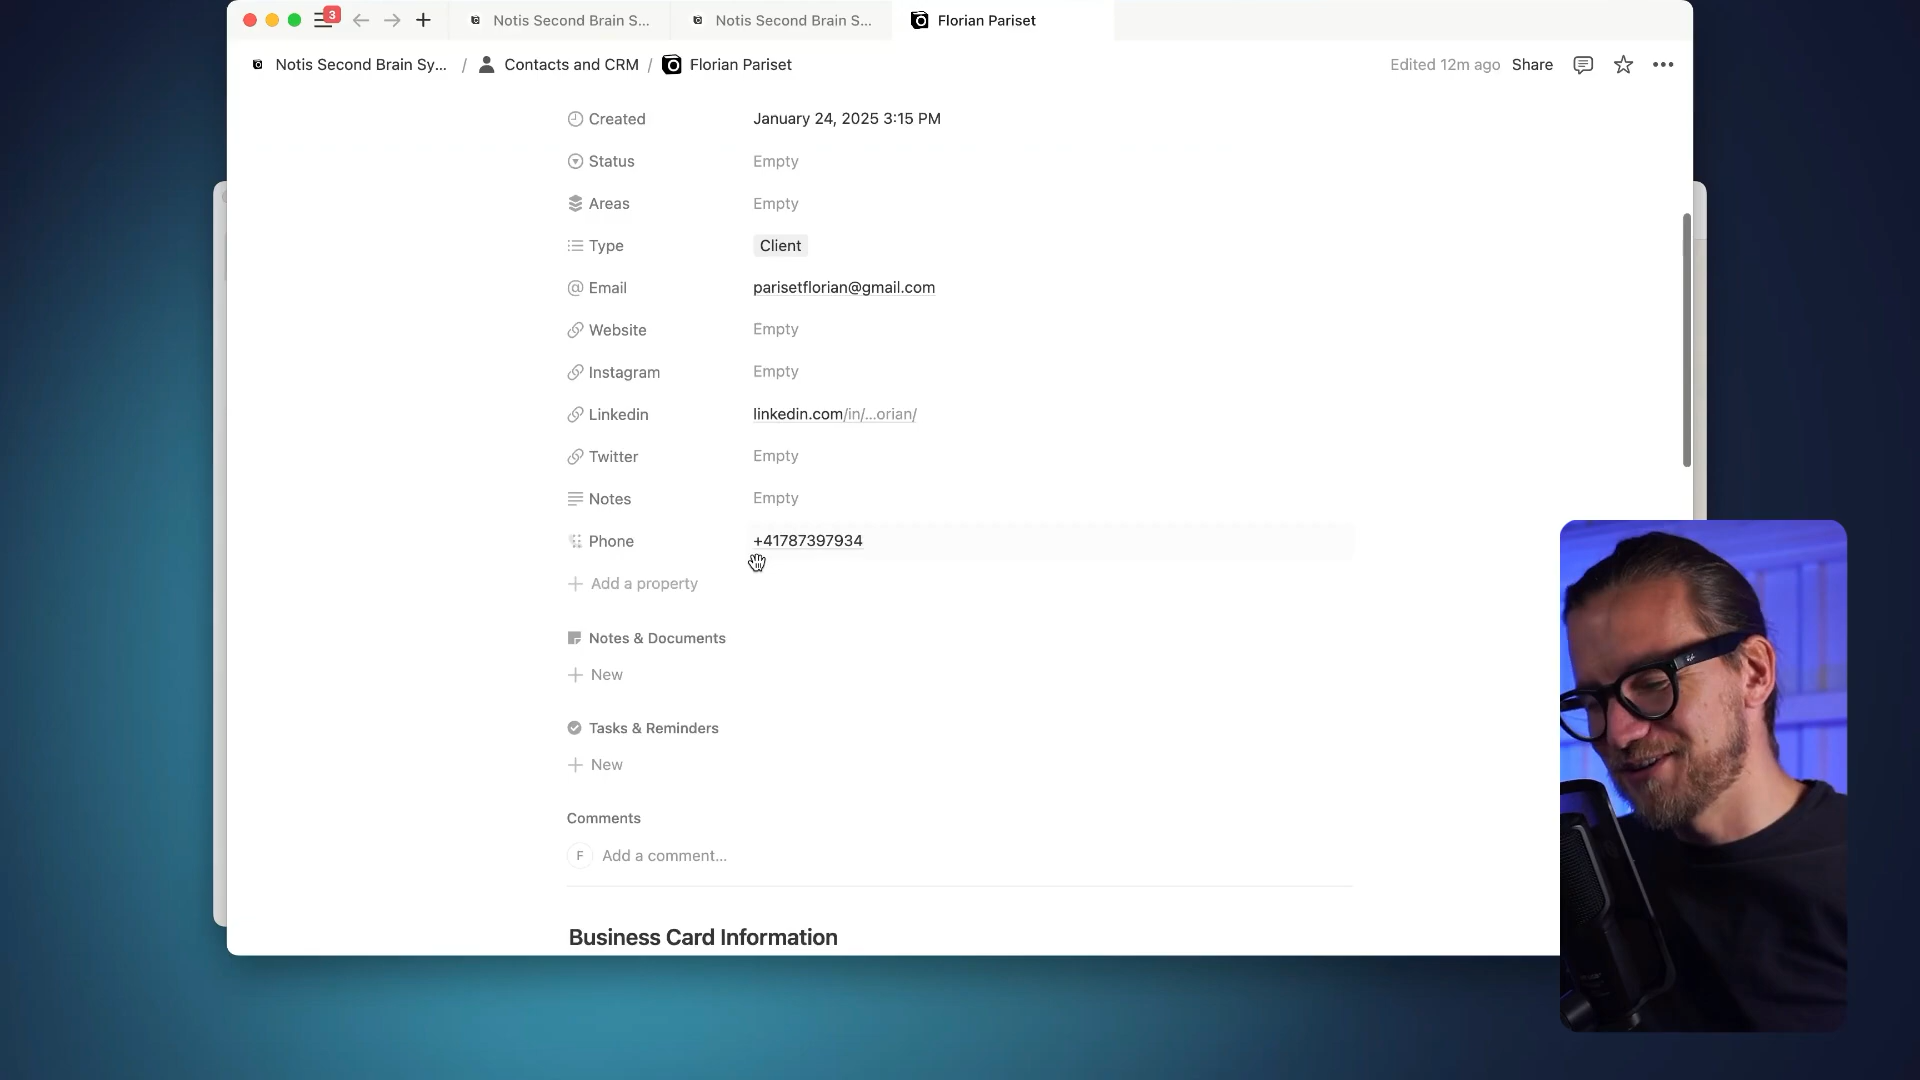 3
Notis Second Brain S...
Notis Second Brain S...
Florian Pariset
Notis Second Brain Sy... / Contacts and CRM / Florian Pariset
Edited 12m ago Share
Created January 24, 2025 3:15 PM
Status Empty
Areas Empty
Type Client
Email parisetflorian@gmail.com
Website Empty
Instagram Empty
Linkedin linkedin.com/in/...orian/
Twitter Empty
Notes Empty
Phone +41787397934
Add a property
Notes & Documents
New
Tasks & Reminders
New
Comments
F Add a comment...
Business Card Information